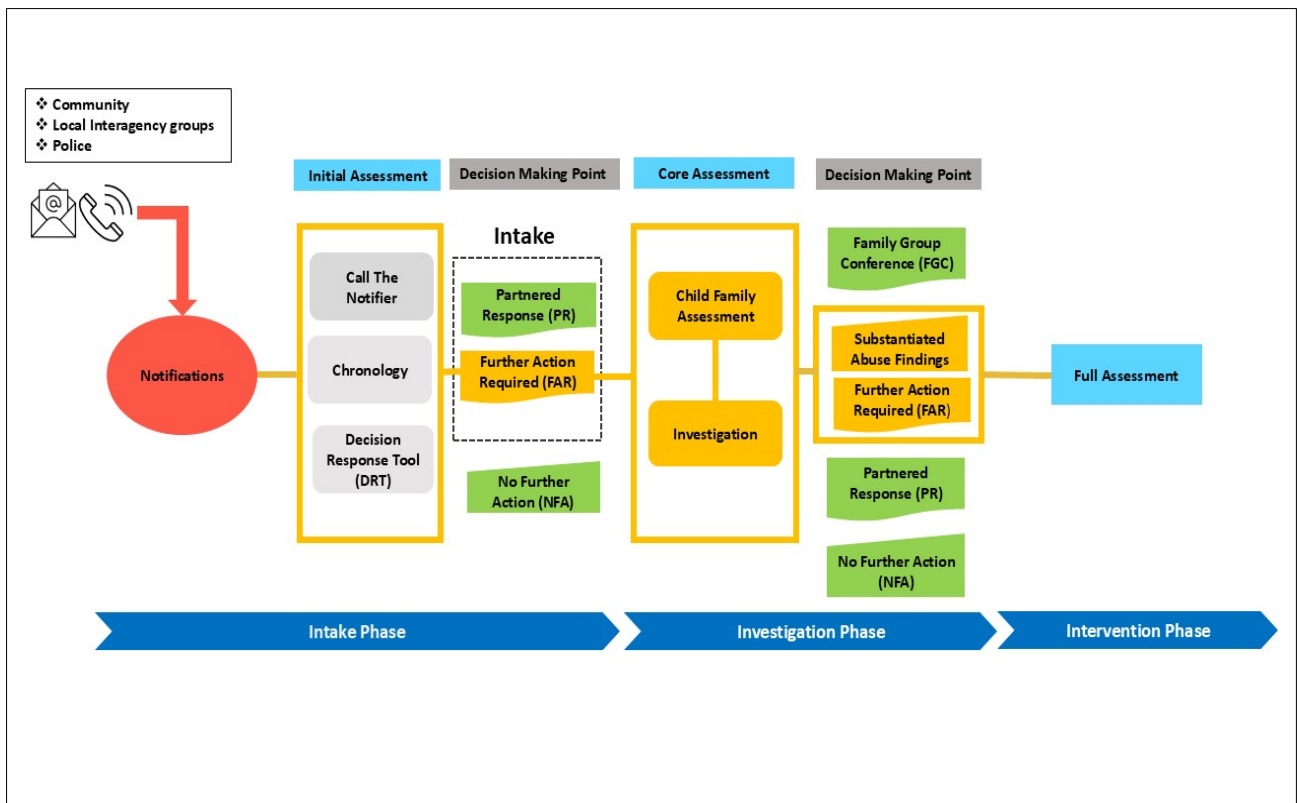 ❖ Community
❖ Local Interagency groups
❖ Police
@
Notifications
Initial Assessment
Call The
Notifier
Chronology
Decision
Response Tool
(DRT)
Decision Making Point
Intake
Partnered
Response (PR)
Further Action
Required (FAR)
No Further
Action (NFA)
Core Assessment
Child Family
Assessment
Investigation
Decision Making Point
Family Group
Conference (FGC)
Substantiated
Abuse Findings
Further Action
Required (FAR)
Partnered
Response (PR)
No Further Action
(NFA)
Full Assessment
Intake Phase
Investigation Phase
Intervention Phase